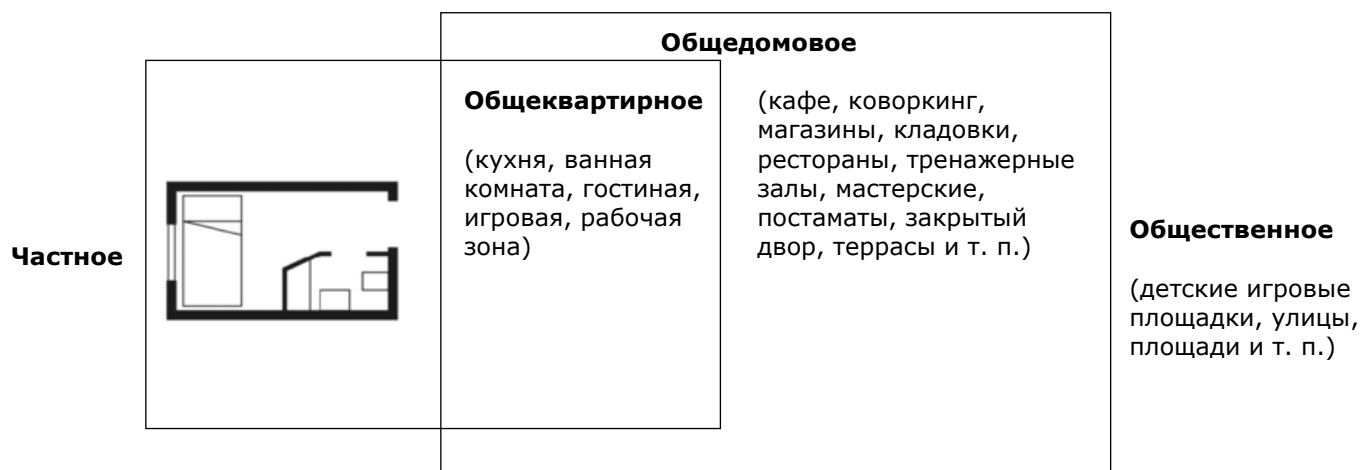 Общедомовое
Частное
Общеквартирное
(кухня, ванная
комната, гостиная,
игровая, рабочая
зона)
(кафе, коворкинг,
магазины, кладовки,
рестораны, тренажерные
залы, мастерские,
постаматы, закрытый
двор, террасы и т. п.)
Общественное
(детские игровые
площадки, улицы,
площади и т. п.)